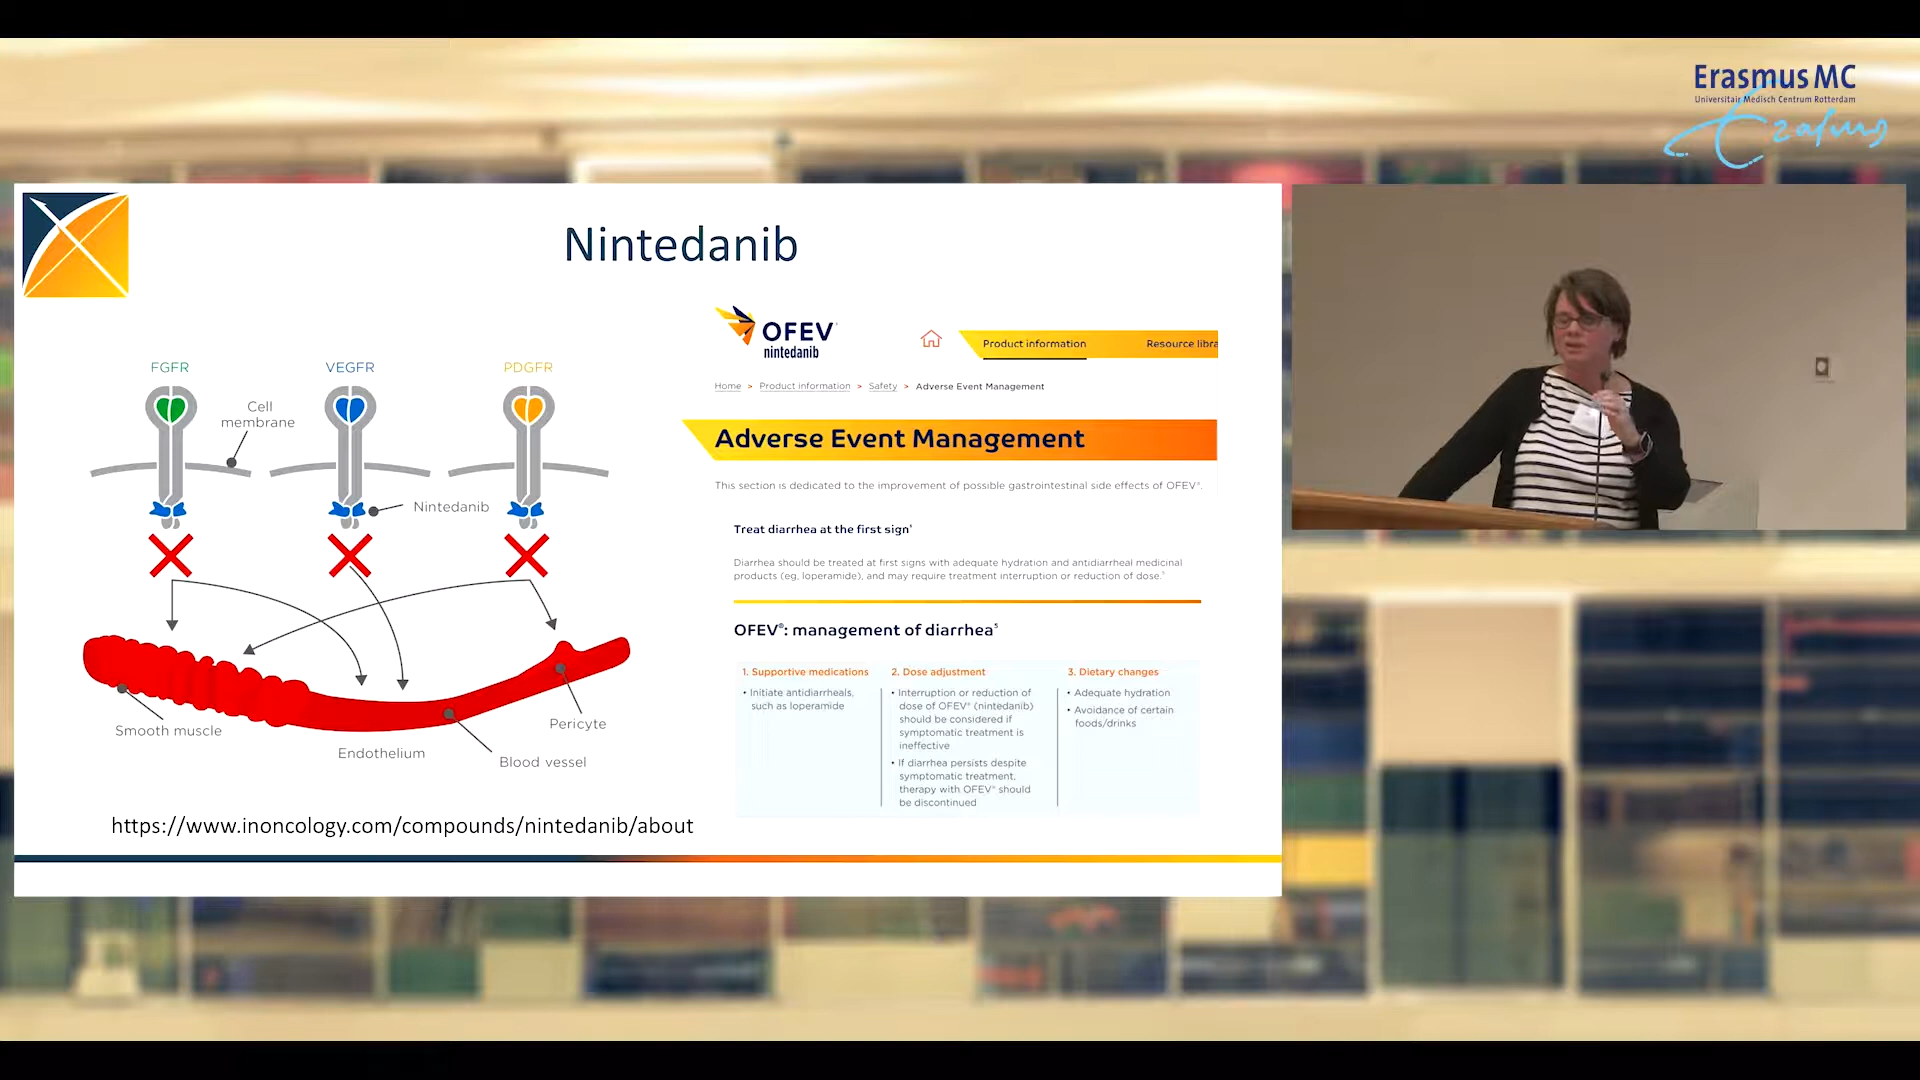 Erasmus MC
Universitair Medisch Centrum Rotterdam
Erasmus
Nintedanib
FGFR
VEGFR
PDGFR
Cell
membrane
Nintedanib
Smooth muscle
Endothelium
Blood vessel
Pericyte
https://www.inoncology.com/compounds/nintedanib/about
OFEV®
nintedanib
Product information
Resource libra
Home > Product information > Safety > Adverse Event Management
Adverse Event Management
This section is dedicated to the improvement of possible gastrointestinal side effects of OFEV®.
Treat diarrhea at the first sign¹
Diarrhea should be treated at first signs with adequate hydration and antidiarrheal medicinal
products (eg, loperamide), and may require treatment interruption or reduction of dose.¹
OFEV®: management of diarrhea⁵
1. Supportive medications
• Initiate antidiarrheals,
such as loperamide
2. Dose adjustment
• Interruption or reduction of
dose of OFEV® (nintedanib)
should be considered if
symptomatic treatment is
ineffective
• If diarrhea persists despite
symptomatic treatment,
therapy with OFEV® should
be discontinued
3. Dietary changes
• Adequate hydration
• Avoidance of certain
foods/drinks